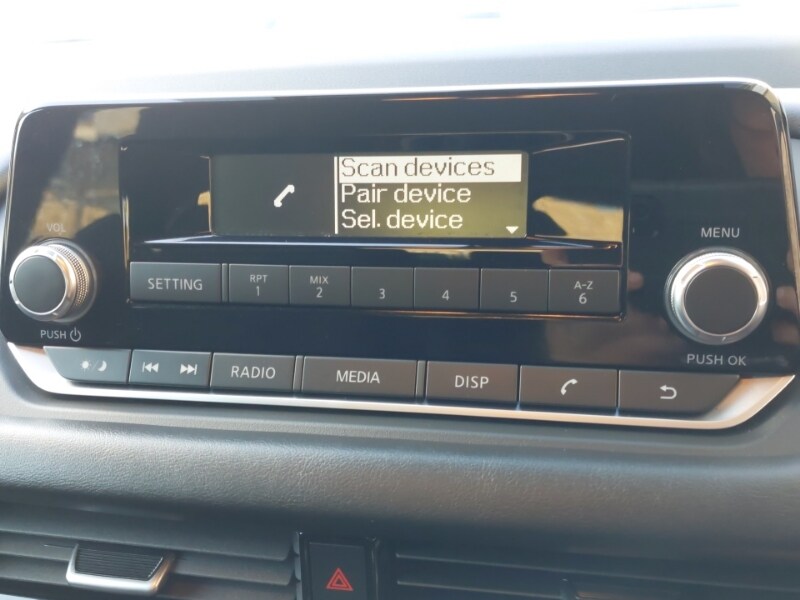 Scan devices
Pair device
Sel. device
VOL
MENU
SETTING
RPT
1
MIX
2
3
4
5
A-Z
6
PUSH
PUSH OK
RADIO
MEDIA
DISP